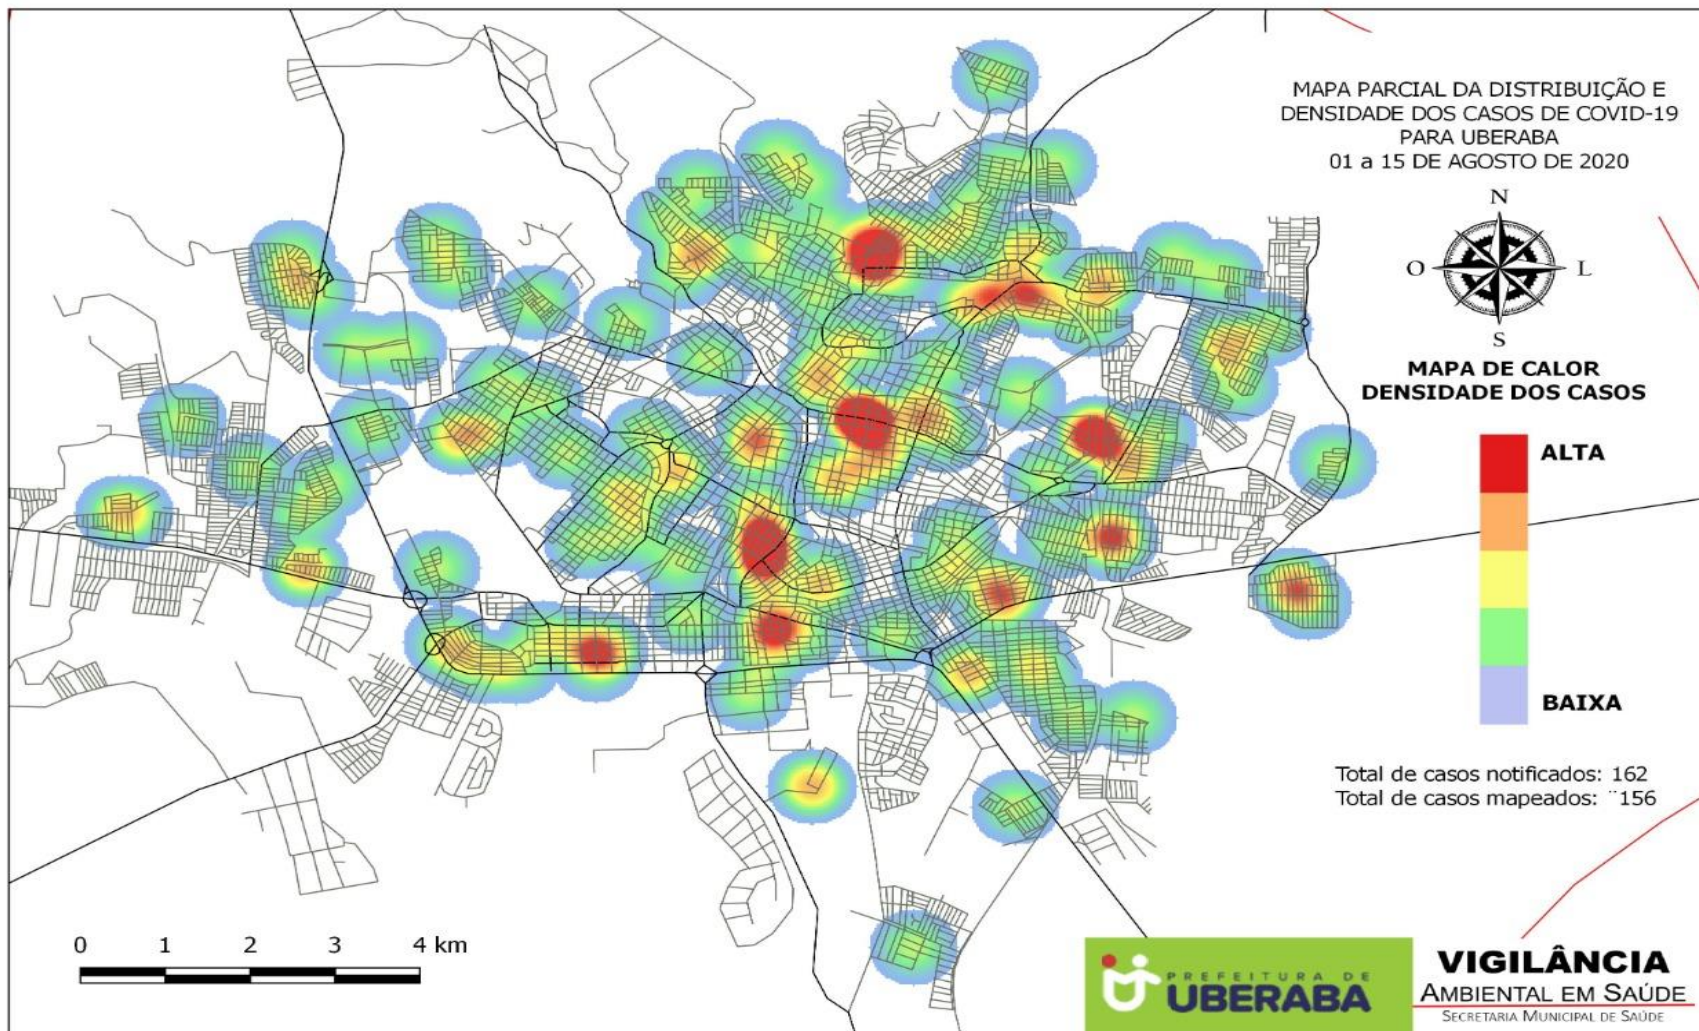 MAPA PARCIAL DA DISTRIBUIÇÃO E
DENSIDADE DOS CASOS DE COVID-19
PARA UBERABA
01 a 15 DE AGOSTO DE 2020
N
O
L
S
MAPA DE CALOR
DENSIDADE DOS CASOS
ALTA
BAIXA
Total de casos notificados: 162
Total de casos mapeados: ¨156
0 1 2 3 4 km
PREFEITURA DE
UBERABA
VIGILÂNCIA
AMBIENTAL EM SAÚDE
SECRETARIA MUNICIPAL DE SAÚDE